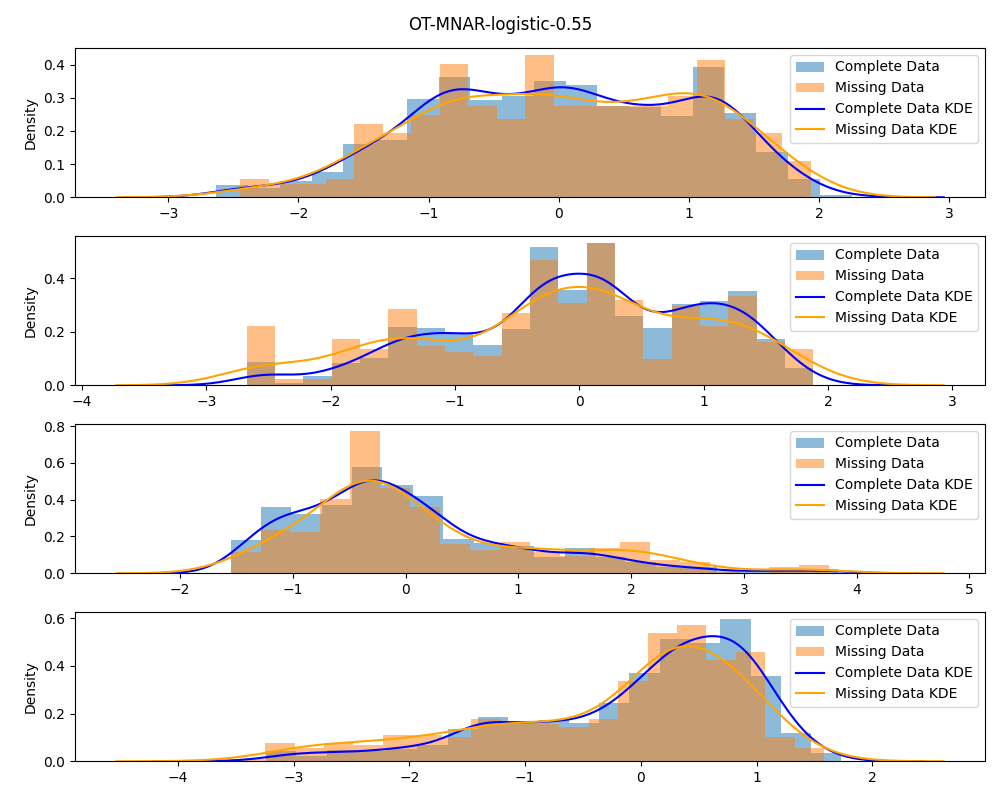 OT-MNAR-logistic-0.55
Density
0.4
0.3
0.2
0.1
0.0
Complete Data
Missing Data
Complete Data KDE
Missing Data KDE
−3 −2 −1 0 1 2 3
Density
0.4
0.2
0.0
Complete Data
Missing Data
Complete Data KDE
Missing Data KDE
−4 −3 −2 −1 0 1 2 3
Density
0.8
0.6
0.4
0.2
0.0
Complete Data
Missing Data
Complete Data KDE
Missing Data KDE
−2 −1 0 1 2 3 4 5
Density
0.6
0.4
0.2
0.0
Complete Data
Missing Data
Complete Data KDE
Missing Data KDE
−4 −3 −2 −1 0 1 2